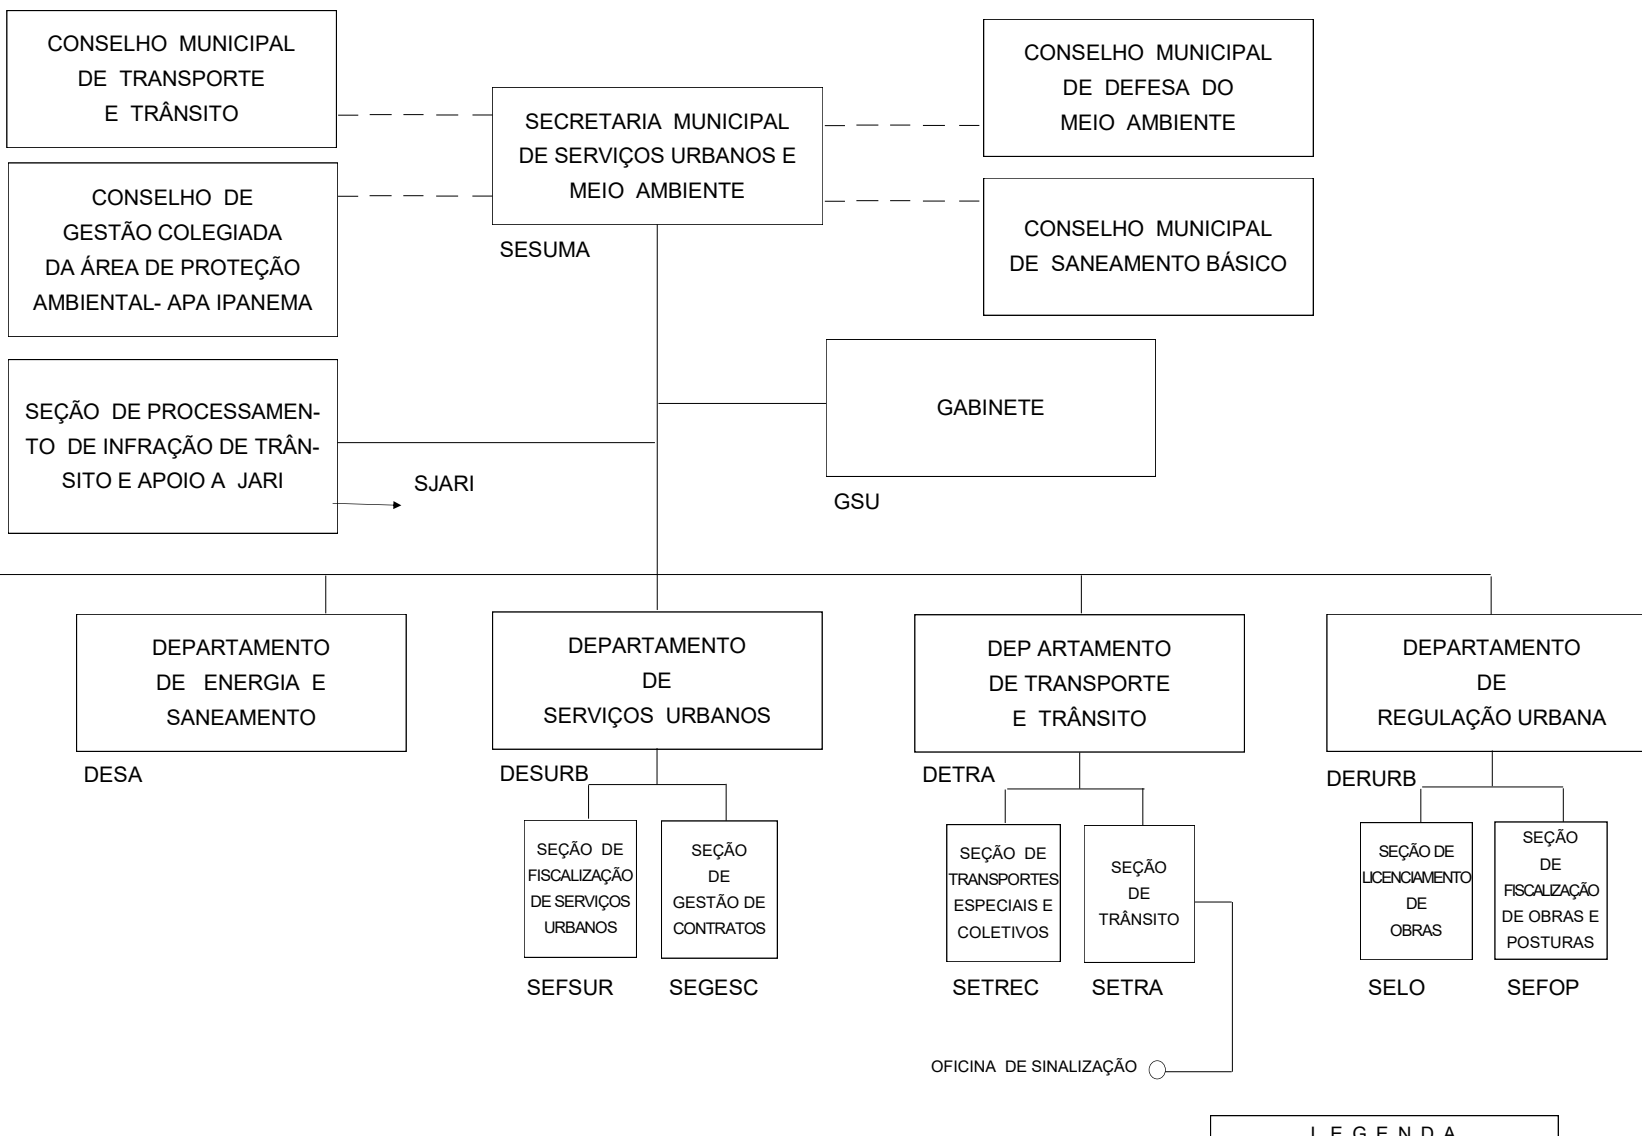 CONSELHO MUNICIPAL
DE TRANSPORTE
E TRÂNSITO
SECRETARIA MUNICIPAL
DE SERVIÇOS URBANOS E
MEIO AMBIENTE
SESUMA
CONSELHO MUNICIPAL
DE DEFESA DO
MEIO AMBIENTE
CONSELHO DE
GESTÃO COLEGIADA
DA ÁREA DE PROTEÇÃO
AMBIENTAL- APA IPANEMA
CONSELHO MUNICIPAL
DE SANEAMENTO BÁSICO
SEÇÃO DE PROCESSAMEN-
TO DE INFRAÇÃO DE TRÂN-
SITO E APOIO A JARI
SJARI
GABINETE
GSU
DEPARTAMENTO
DE ENERGIA E
SANEAMENTO
DESA
DEPARTAMENTO
DE
SERVIÇOS URBANOS
DESURB
DEP ARTAMENTO
DE TRANSPORTE
E TRÂNSITO
DETRA
DEPARTAMENTO
DE
REGULAÇÃO URBANA
DERURB
SEÇÃO DE
FISCALIZAÇÃO
DE SERVIÇOS
URBANOS
SEFSUR
SEÇÃO
DE
GESTÃO DE
CONTRATOS
SEGESC
SEÇÃO DE
TRANSPORTES
ESPECIAIS E
COLETIVOS
SETREC
SEÇÃO
DE
TRÂNSITO
SETRA
SEÇÃO DE
LICENCIAMENTO
DE
OBRAS
SELO
SEÇÃO
DE
FISCALIZAÇÃO
DE OBRAS E
POSTURAS
SEFOP
OFICINA DE SINALIZAÇÃO
L E G E N D A